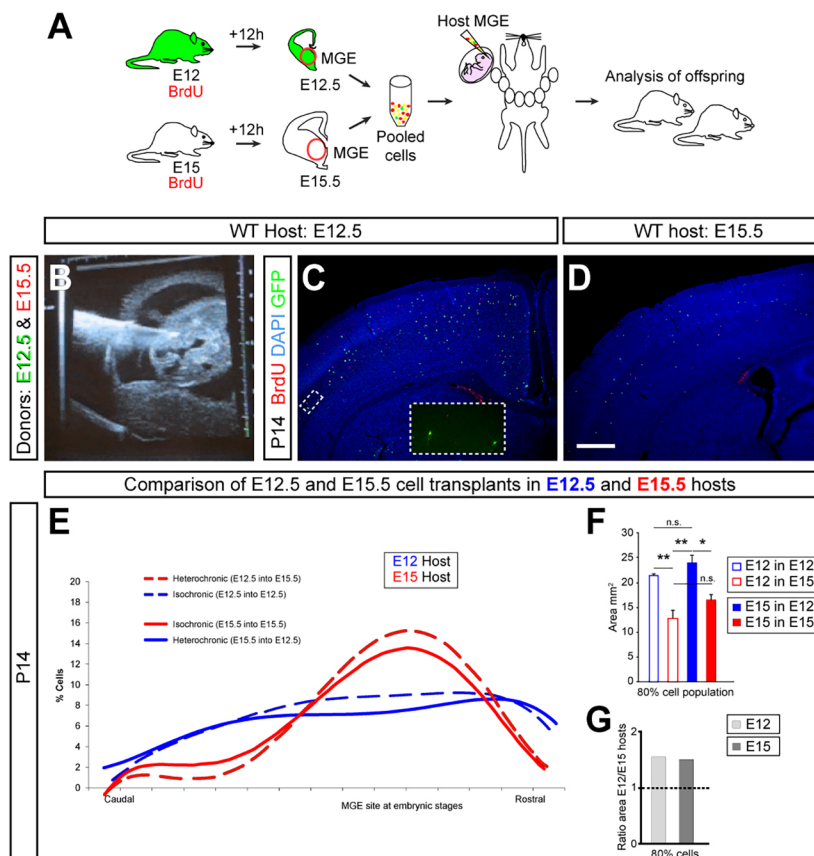 A
+12h
MGE
E12
BrdU
E12.5
+12h
MGE
E15
BrdU
E15.5
Pooled
cells
Host MGE
Analysis of offspring
WT Host: E12.5
WT host: E15.5
Donors: E12.5 & E15.5
B
P14 BrdU DAPI GFP
C
D
Comparison of E12.5 and E15.5 cell transplants in E12.5 and E15.5 hosts
P14
E
Heterochronic (E12.5 into E15.5)
Isochronic (E12.5 into E12.5)
Isochronic (E15.5 into E15.5)
Heterochronic (E15.5 into E12.5)
E12 Host
E15 Host
% Cells
20
18
16
14
12
10
8
6
4
2
0
Caudal
MGE site at embrynic stages
Rostral
F
Area mm2
30
25
20
15
10
5
0
n.s.
**
**
*
n.s.
80% cell population
E12 in E12
E12 in E15
E15 in E12
E15 in E15
G
Ratio area E12/E15 hosts
2
1
0
80% cells
E12
E15